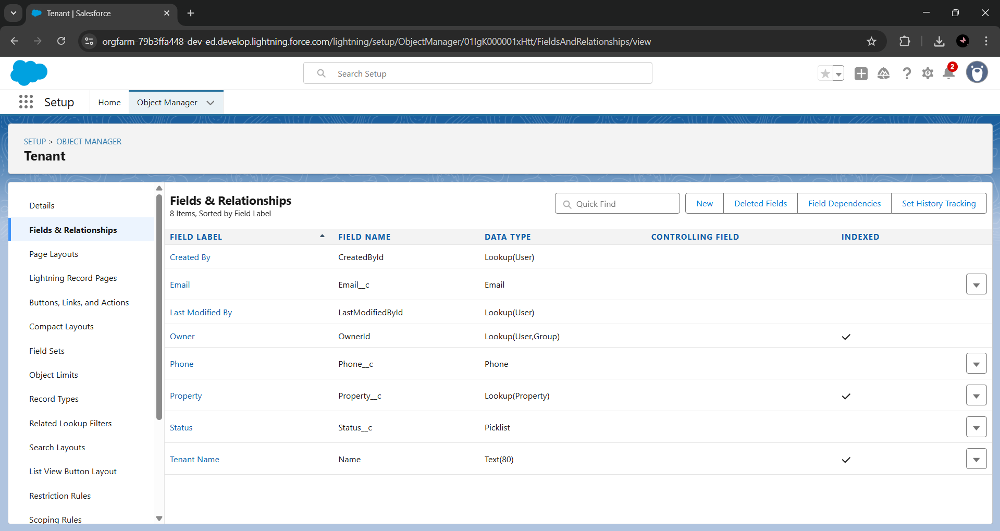 Tenant | Salesforce
orgfarm-79b3ffa448-dev-ed.develop.lightning.force.com/lightning/setup/ObjectManager/01IgK000001xHtt/FieldsAndRelationships/view
Search Setup
2
Setup
Home
Object Manager
SETUP > OBJECT MANAGER
Tenant
Details
Fields & Relationships
Page Layouts
Lightning Record Pages
Buttons, Links, and Actions
Compact Layouts
Field Sets
Object Limits
Record Types
Related Lookup Filters
Search Layouts
List View Button Layout
Restriction Rules
Scoping Rules
Fields & Relationships
8 Items, Sorted by Field Label
Quick Find
New
Deleted Fields
Field Dependencies
Set History Tracking
FIELD LABEL FIELD NAME DATA TYPE CONTROLLING FIELD INDEXED
Created By CreatedById Lookup(User)
Email Email__c Email
Last Modified By LastModifiedById Lookup(User)
Owner OwnerId Lookup(User,Group)
Phone Phone__c Phone
Property Property__c Lookup(Property)
Status Status__c Picklist
Tenant Name Name Text(80)